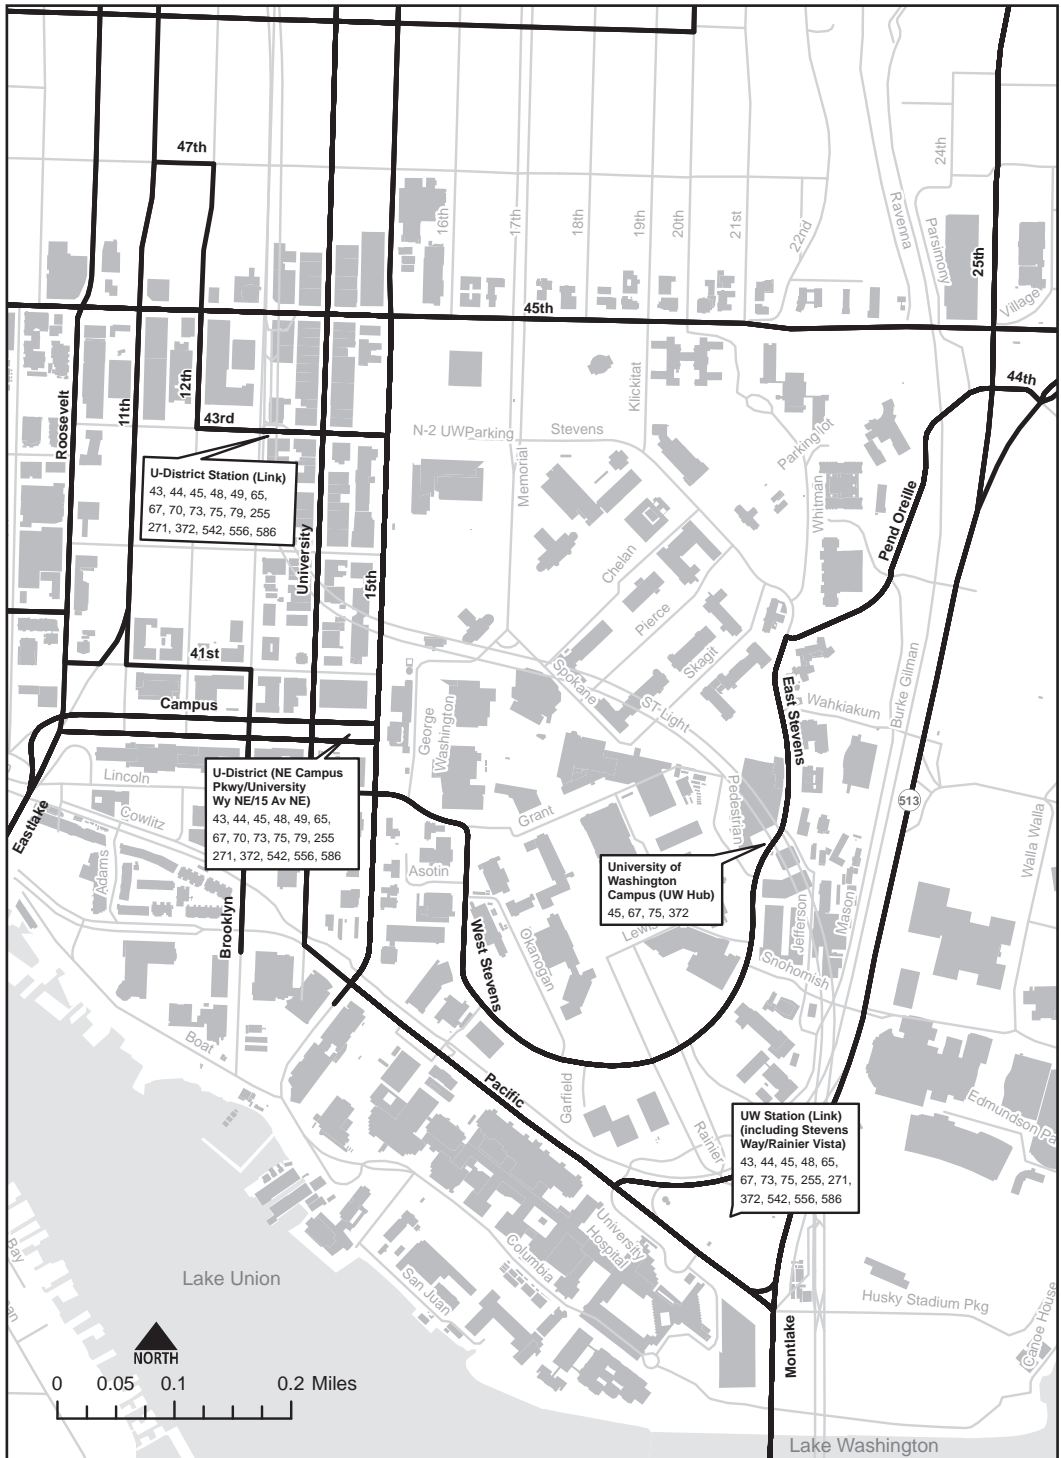 47th
24th
16th
17th
18th
19th
20th
21st
22nd
Ravenna
Parsimony
25th
Village
45th
44th
Roosevelt
11th
12th
43rd
Klickitat
N-2 UWParking
Stevens
Memorial
Parking lot
Whitman
Pend Oreille
U-District Station (Link)
43, 44, 45, 48, 49, 65,
67, 70, 73, 75, 79, 255
271, 372, 542, 556, 586
University
15th
Chelan
Pierce
Skagit
41st
Spokane
ST-Light
East Stevens
Wahkiakum
Burke Gilman
Campus
George
Washington
Lincoln
Cowlitz
Eastlake
Adams
U-District (NE Campus
Pkwy/University
Wy NE/15 Av NE)
43, 44, 45, 48, 49, 65,
67, 70, 73, 75, 79, 255
271, 372, 542, 556, 586
Grant
Pedestrian
513
Walla Walla
Asotin
University of
Washington
Campus (UW Hub)
45, 67, 75, 372
Brooklyn
West Stevens
Okanogan
Lewis
Jefferson
Mason
Snohomish
Boat
Pacific
Garfield
Rainier
Edmundson Pa
UW Station (Link)
(including Stevens
Way/Rainier Vista)
43, 44, 45, 48, 65,
67, 73, 75, 255, 271,
372, 542, 556, 586
University
Hospital
Columbia
San Juan
Bay
Lake Union
Husky Stadium Pkg
Canoe House
Montlake
NORTH
0 0.05 0.1 0.2 Miles
Lake Washington